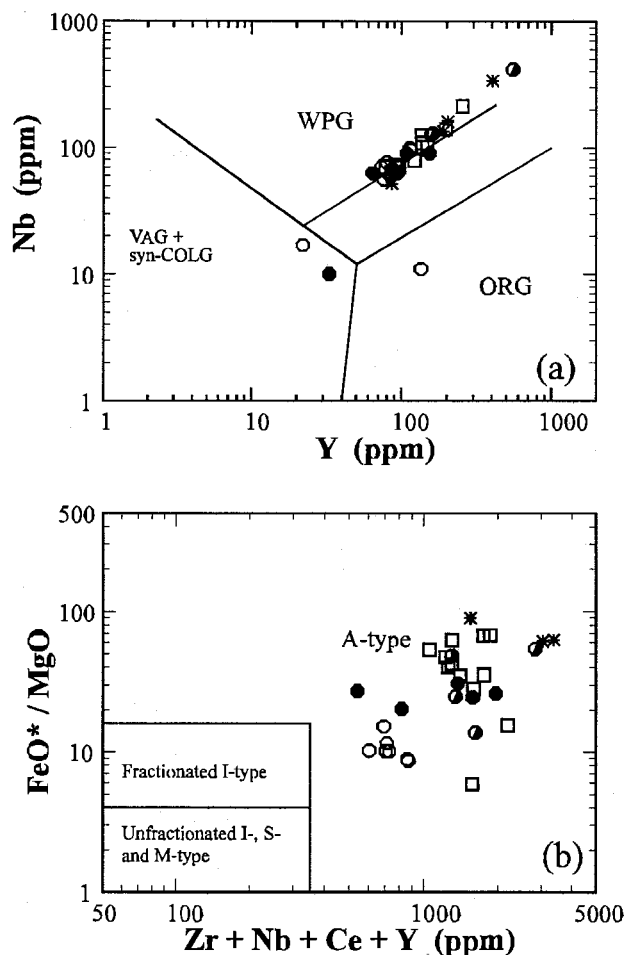 1000
100
10
1
Nb (ppm)
WPG
VAG +
syn-COLG
ORG
(a)
1 10 100 1000
Y (ppm)
500
100
10
1
FeO* / MgO
A-type
Fractionated I-type
Unfractionated I-, S-
and M-type
(b)
50 100 1000 5000
Zr + Nb + Ce + Y (ppm)